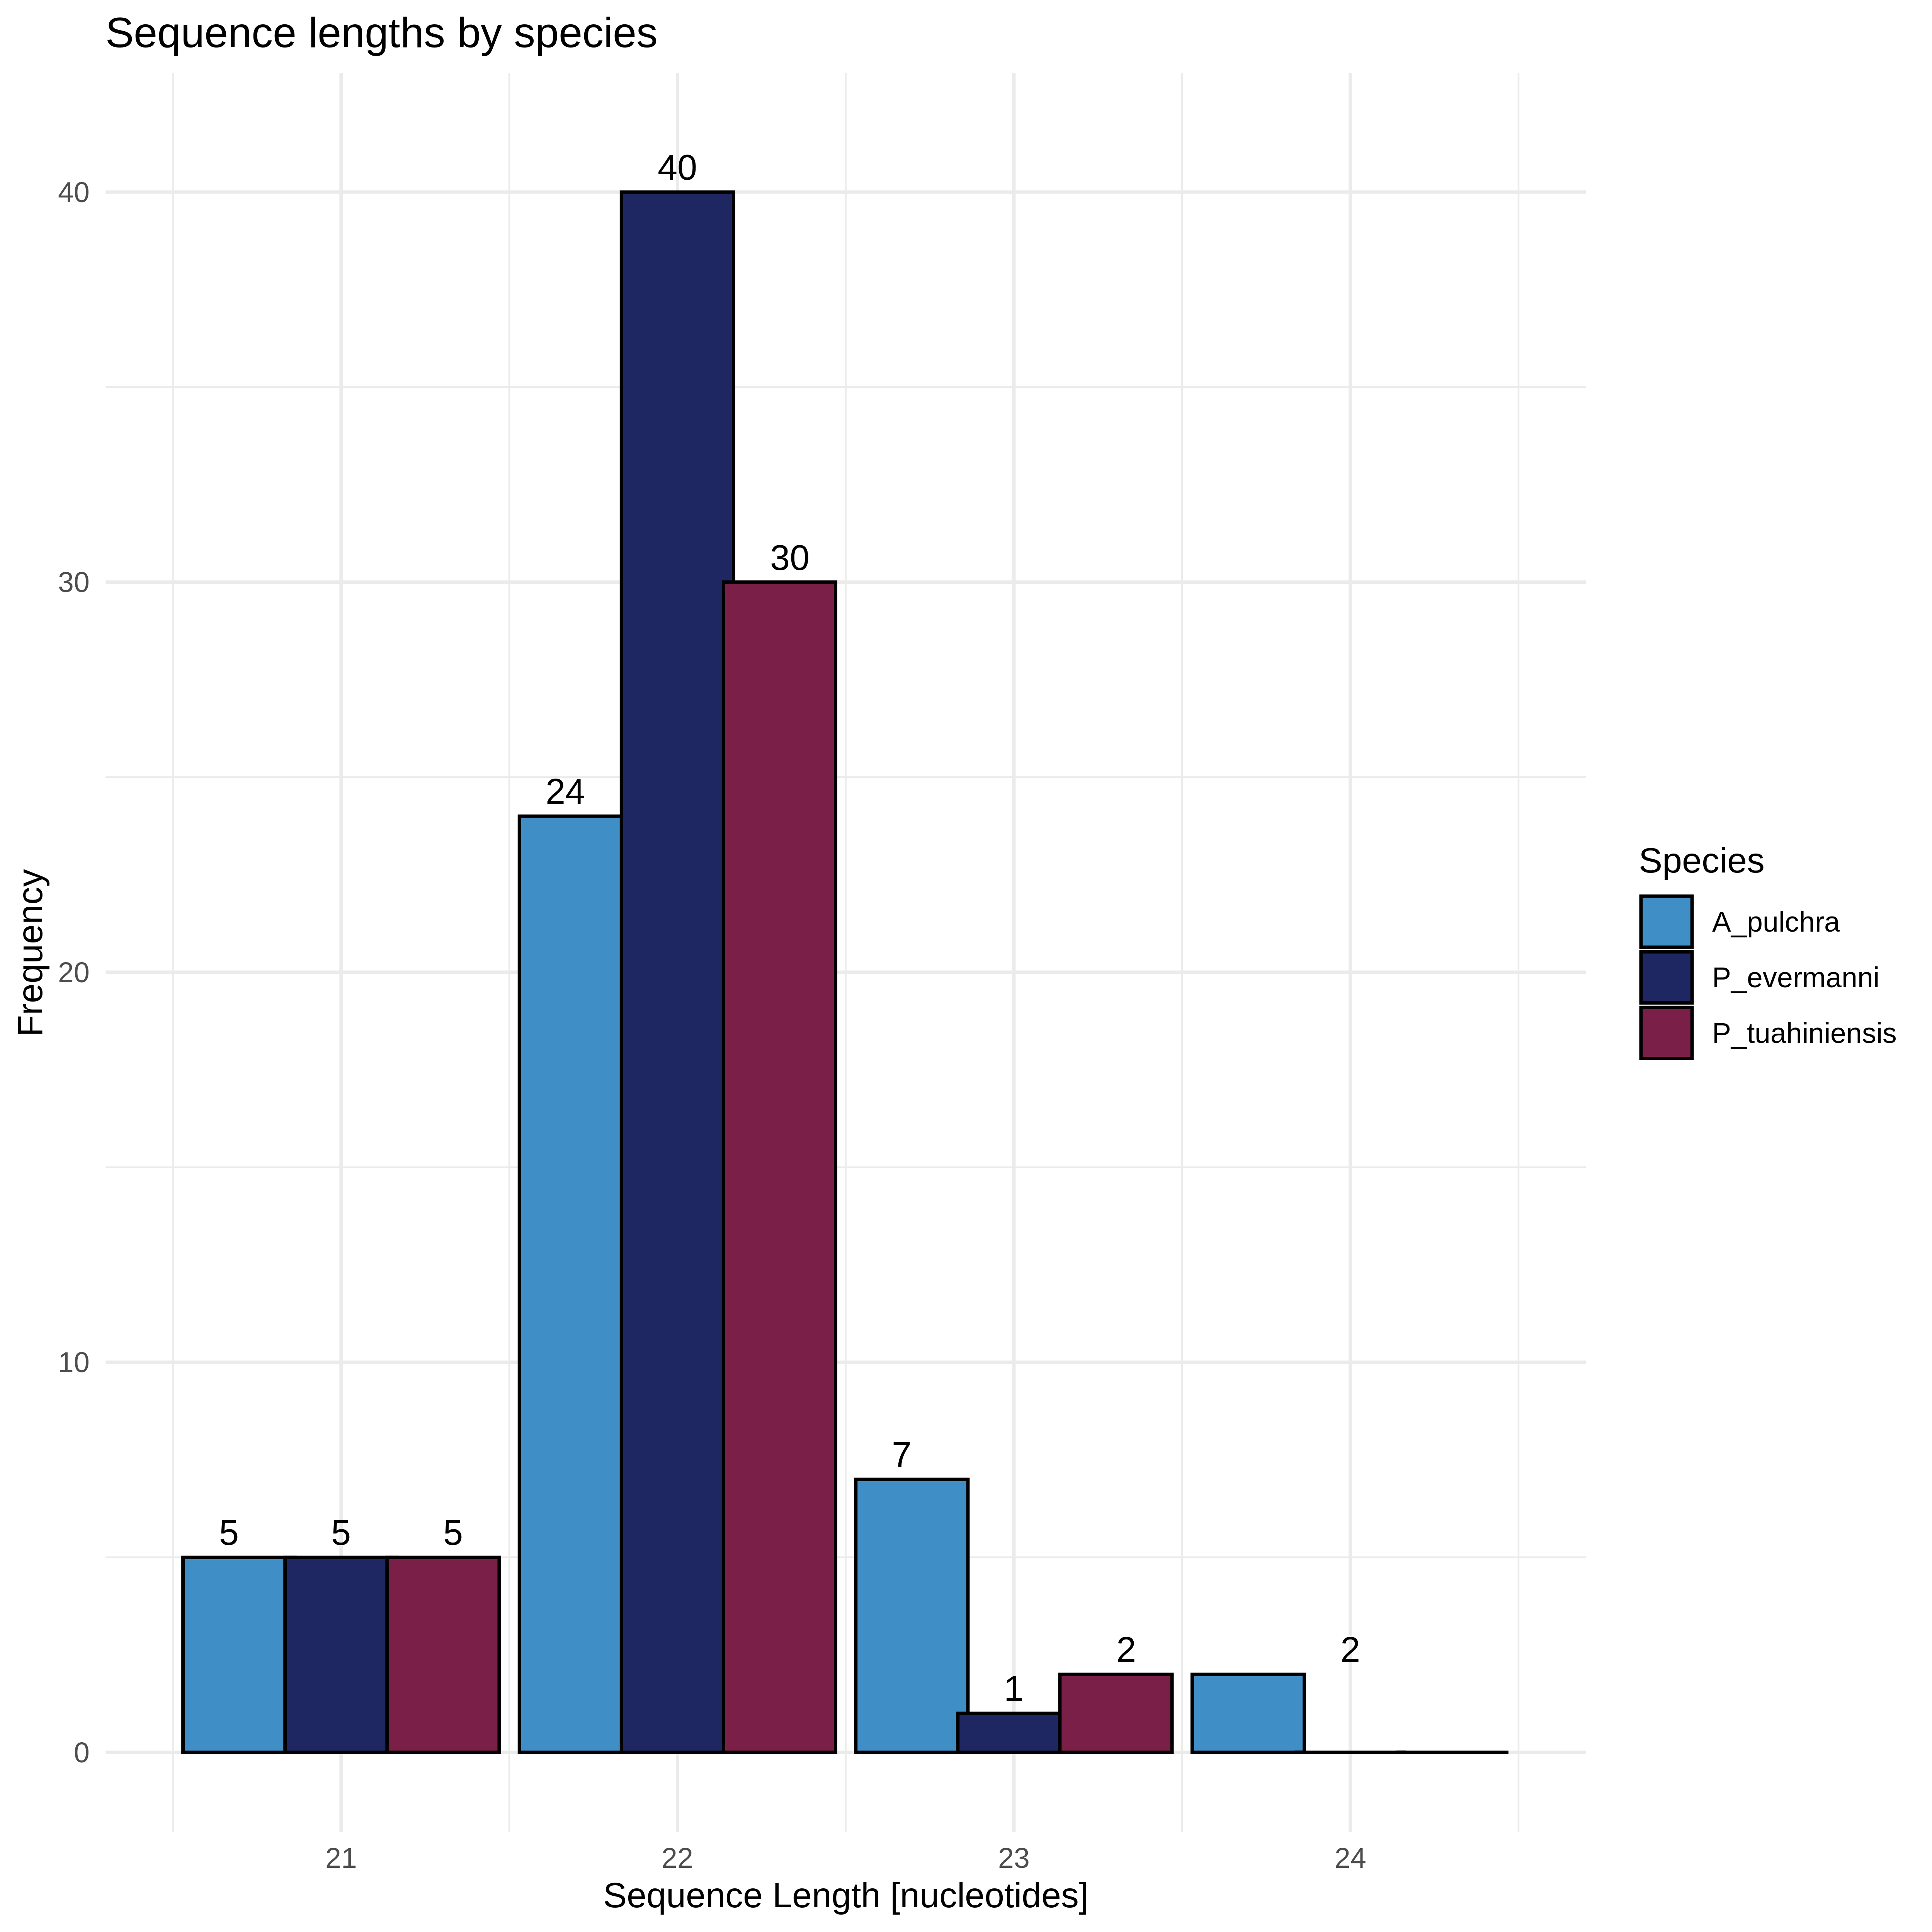 Sequence lengths by species
40
40
30
30
24
Frequency
20
10
7
5 5 5
2 2
1
0
21 22 23 24
Sequence Length [nucleotides]
Species
A_pulchra
P_evermanni
P_tuahiniensis